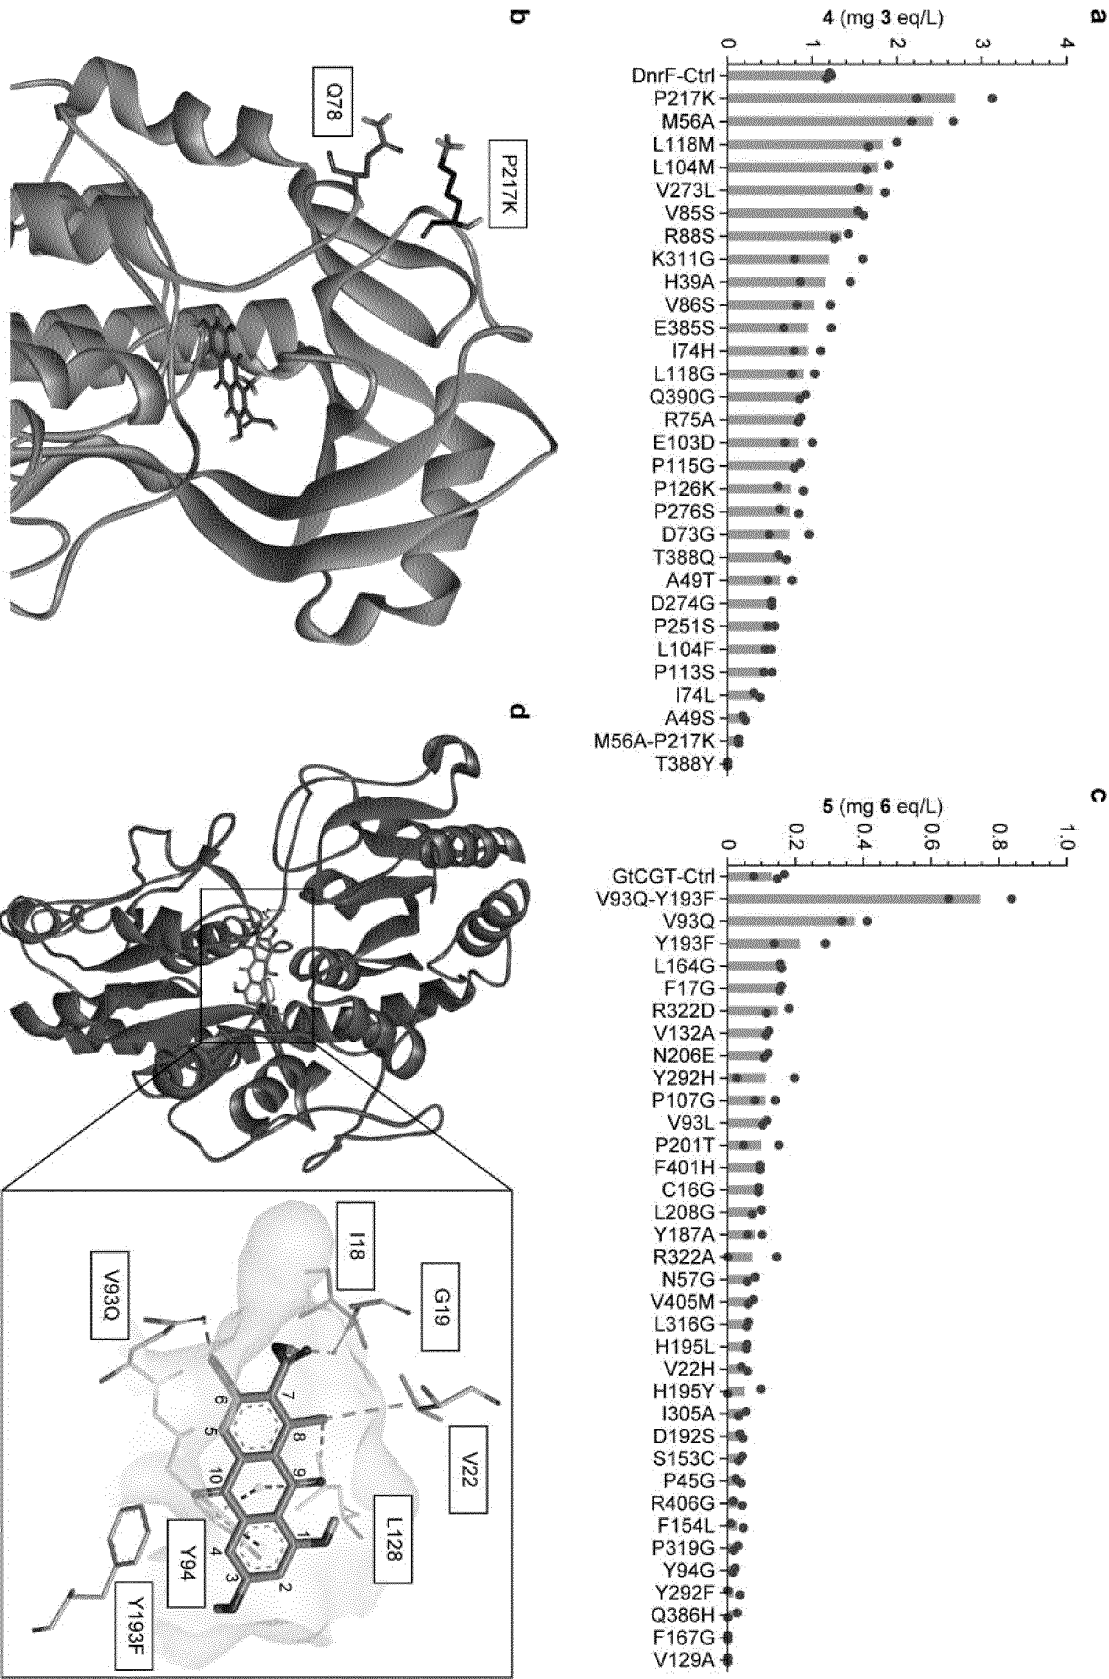 a
4 (mg 3 eq/L)
0
1
2
3
4
DnrF-Ctrl
P217K
M56A
L118M
L104M
V273L
V85S
R88S
K311G
H39A
V86S
E385S
I74H
L118G
Q390G
R75A
E103D
P115G
P126K
P276S
D73G
T388Q
A49T
D274G
P251S
L104F
P113S
I74L
A49S
M56A-P217K
T388Y
b
Q78
P217K
c
5 (mg 6 eq/L)
0
0.2
0.4
0.6
0.8
1.0
GtCGT-Ctrl
V93Q-Y193F
V93Q
Y193F
L164G
F17G
R322D
V132A
N206E
Y292H
P107G
V93L
P201T
F401H
C16G
L208G
Y187A
R322A
N57G
V405M
L316G
H195L
V22H
H195Y
I305A
D192S
S153C
P45G
R406G
F154L
P319G
Y94G
Y292F
Q386H
F167G
V129A
d
I18
G19
V22
V93Q
L128
Y94
Y193F
7
8
9
1
2
6
5
10
4
3